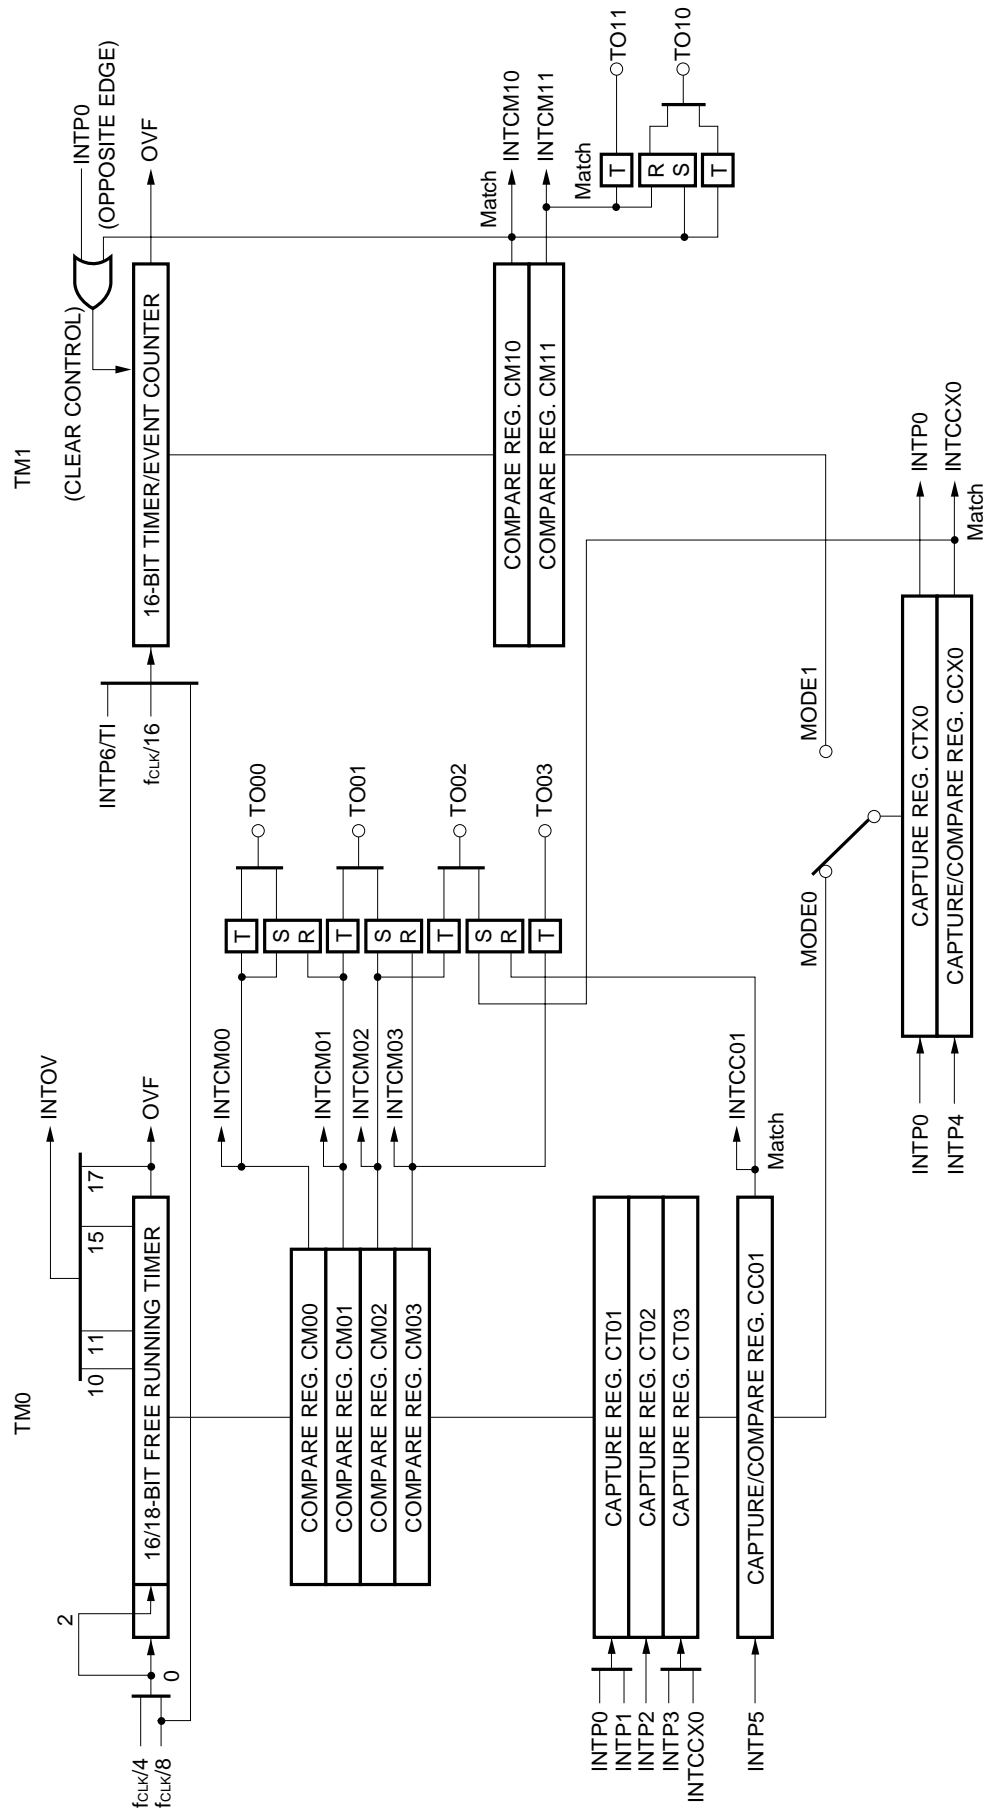 TM0
TM1
INTOV
10
11
15
17
OVF
2
0
fCLK/4
fCLK/8
16/18-BIT FREE RUNNING TIMER
INTP6/TI
fCLK/16
16-BIT TIMER/EVENT COUNTER
(CLEAR CONTROL)
INTP0
(OPPOSITE EDGE)
OVF
COMPARE REG. CM00
COMPARE REG. CM01
COMPARE REG. CM02
COMPARE REG. CM03
INTCM00
INTCM01
INTCM02
INTCM03
T
S
R
T
S
R
T
S
R
T
TO00
TO01
TO02
TO03
COMPARE REG. CM10
COMPARE REG. CM11
Match
INTCM10
INTCM11
Match
T
R
S
T
TO11
TO10
INTP0
INTP1
INTP2
INTP3
INTCCX0
CAPTURE REG. CT01
CAPTURE REG. CT02
CAPTURE REG. CT03
INTP5
CAPTURE/COMPARE REG. CC01
INTCC01
Match
MODE0
MODE1
INTP0
INTP4
CAPTURE REG. CTX0
CAPTURE/COMPARE REG. CCX0
INTP0
INTCCX0
Match